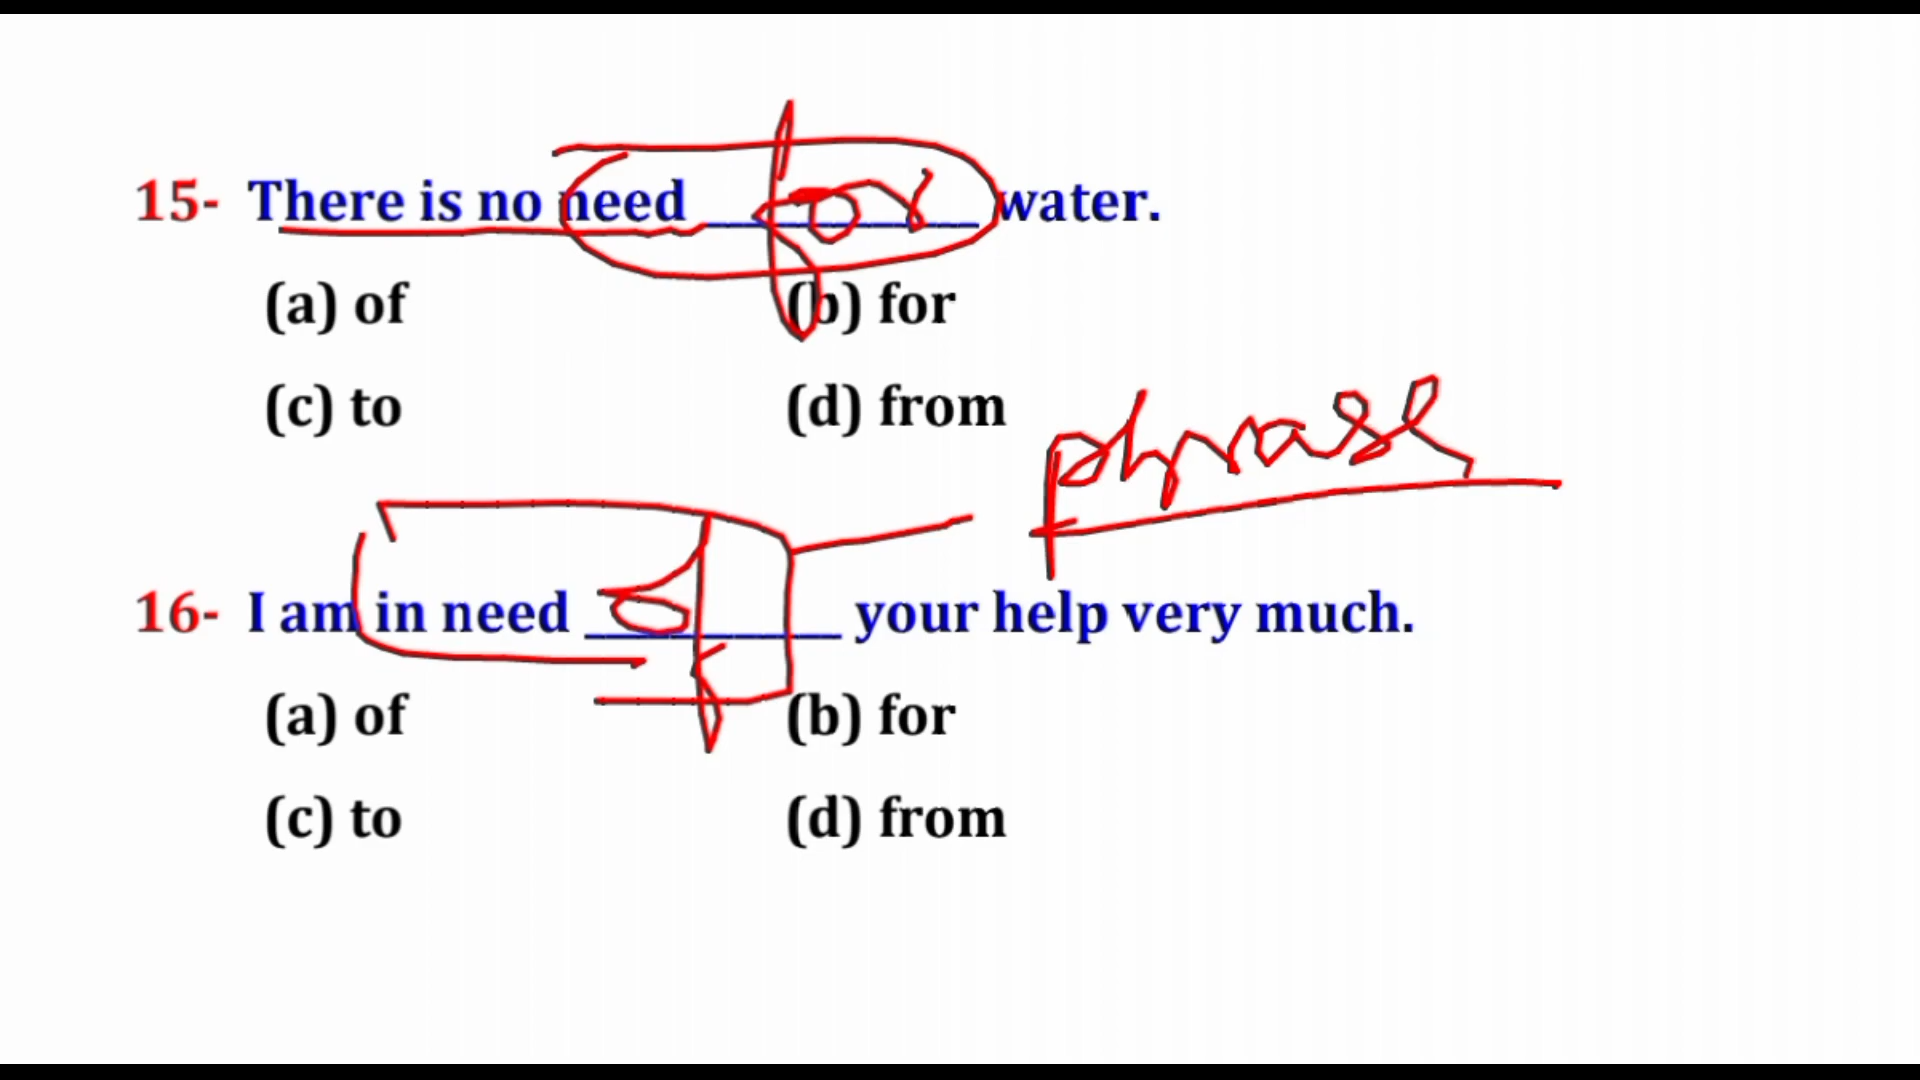 15- There is no need for water.
(a) of (b) for
(c) to (d) from
phrase
16- I am in need of your help very much.
(a) of (b) for
(c) to (d) from